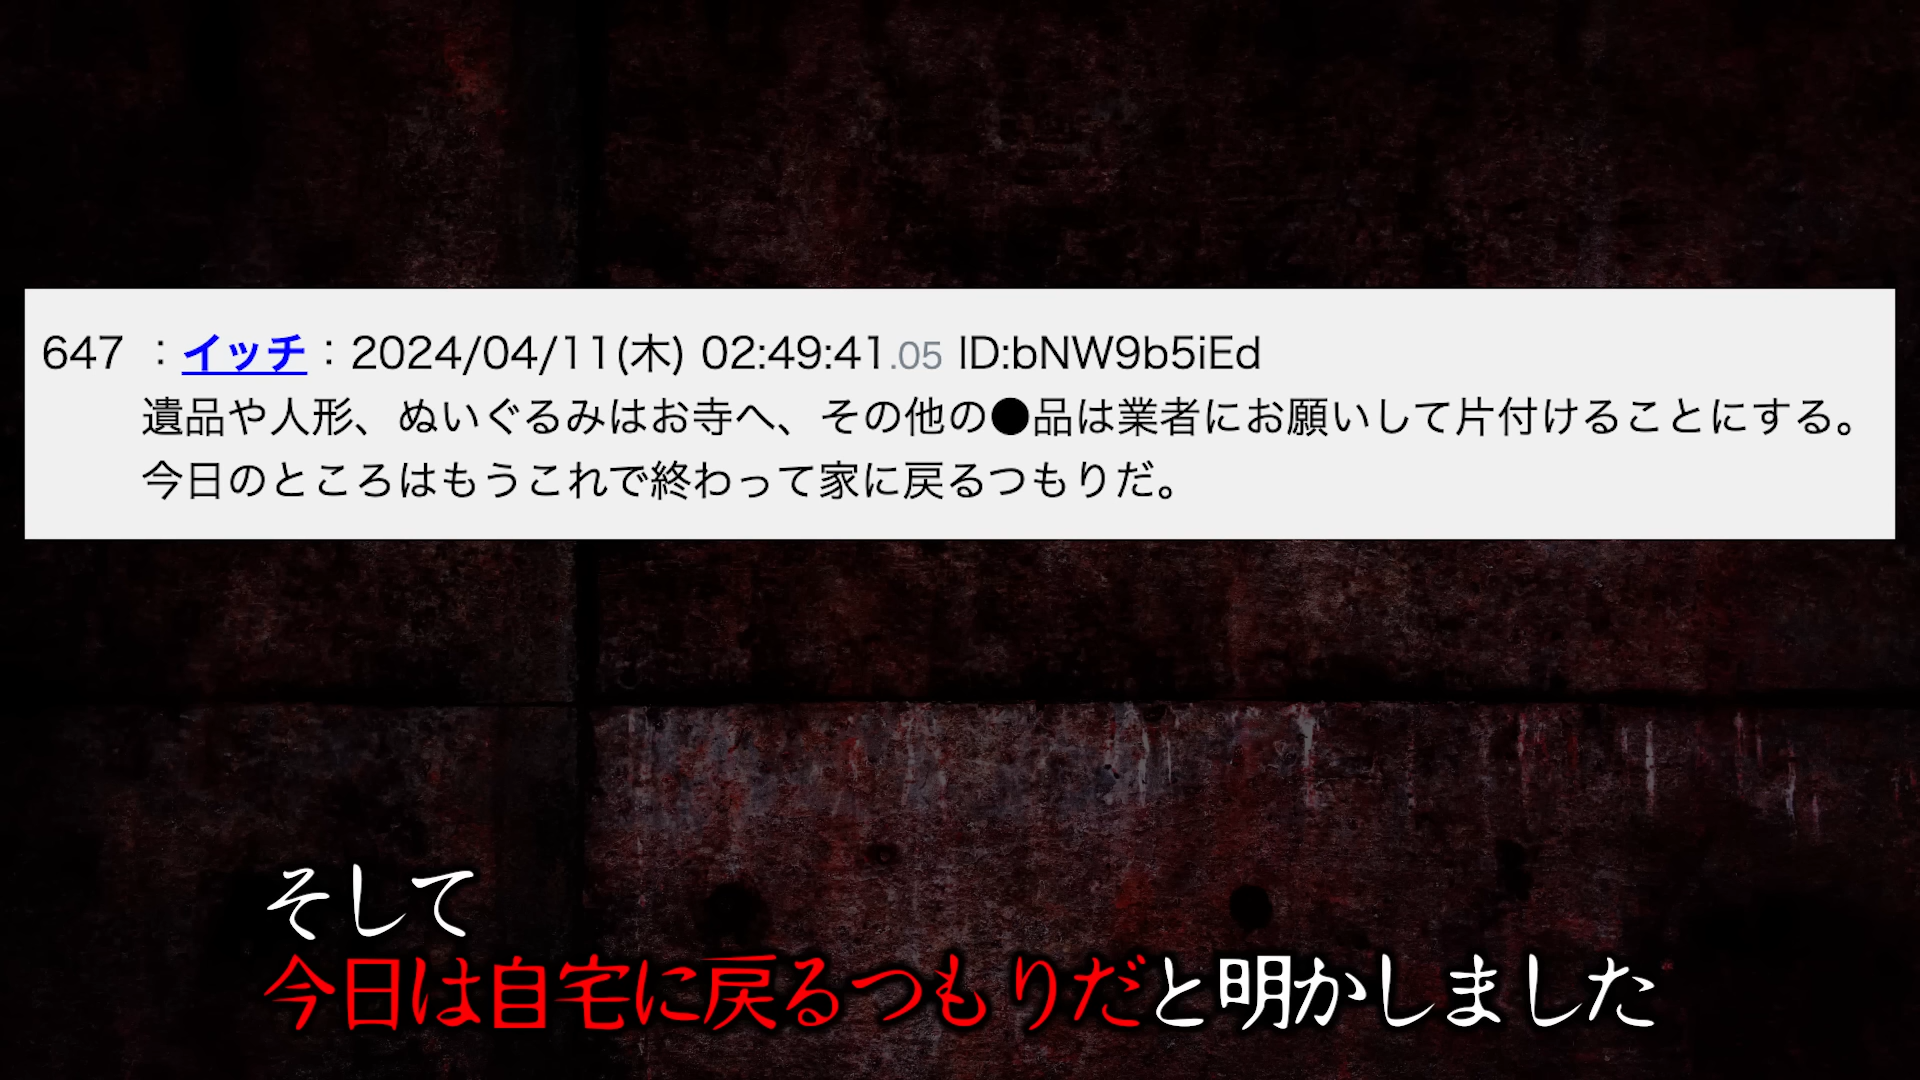 647 ：イッチ：2024/04/11(木) 02:49:41.05 ID:bNW9b5iEd
遺品や人形、ぬいぐるみはお寺へ、その他の●品は業者にお願いして片付けることにする。
今日のところはもうこれで終わって家に戻るつもりだ。
そして
今日は自宅に戻るつもりだと明かしました